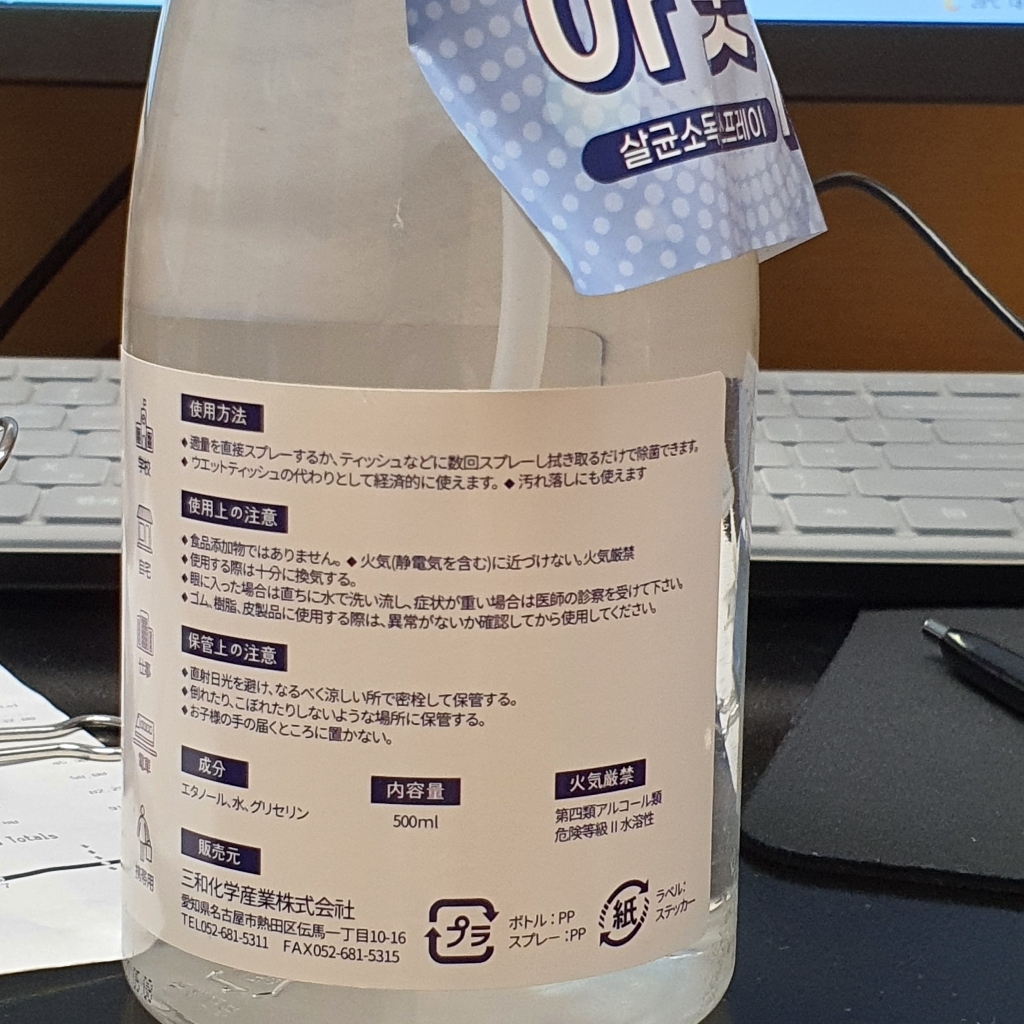 살균소독스프레이
使用方法
♦適量を直接スプレーするか、ティッシュなどに数回スプレーし拭き取るだけで除菌できます。
♦ウエットティッシュの代わりとして経済的に使えます。 ♦汚れ落しにも使えます
使用上の注意
♦食品添加物ではありません。 ♦火気(静電気を含む)に近づけない。火気厳禁
♦使用する際は十分に換気する。
♦眼に入った場合は直ちに水で洗い流し、症状が重い場合は医師の診察を受けて下さい。
♦ゴム、樹脂、皮製品に使用する際は、異常がないか確認してから使用してください。
保管上の注意
♦直射日光を避け、なるべく涼しい所で密栓して保管する。
♦倒れたり、こぼれたりしないような場所に保管する。
♦お子様の手の届くところに置かない。
成分
エタノール、水、グリセリン
内容量
500ml
火気厳禁
第四類アルコール類
危険等級Ⅱ水溶性
販売元
三和化学産業株式会社
愛知県名古屋市熱田区伝馬一丁目10-16
TEL052-681-5311 FAX052-681-5315
プラ
ボトル:PP
スプレー:PP
紙
ラベル:
ステッカー
学校
住宅
仕事
電車
携帯用
Totals